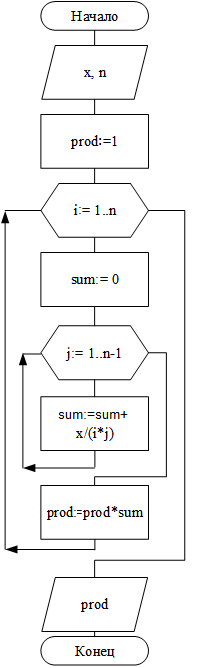 Начало
x, n
prod:=1
i:= 1..n
sum:= 0
j:= 1..n-1
sum:=sum+
x/(i*j)
prod:=prod*sum
prod
Конец